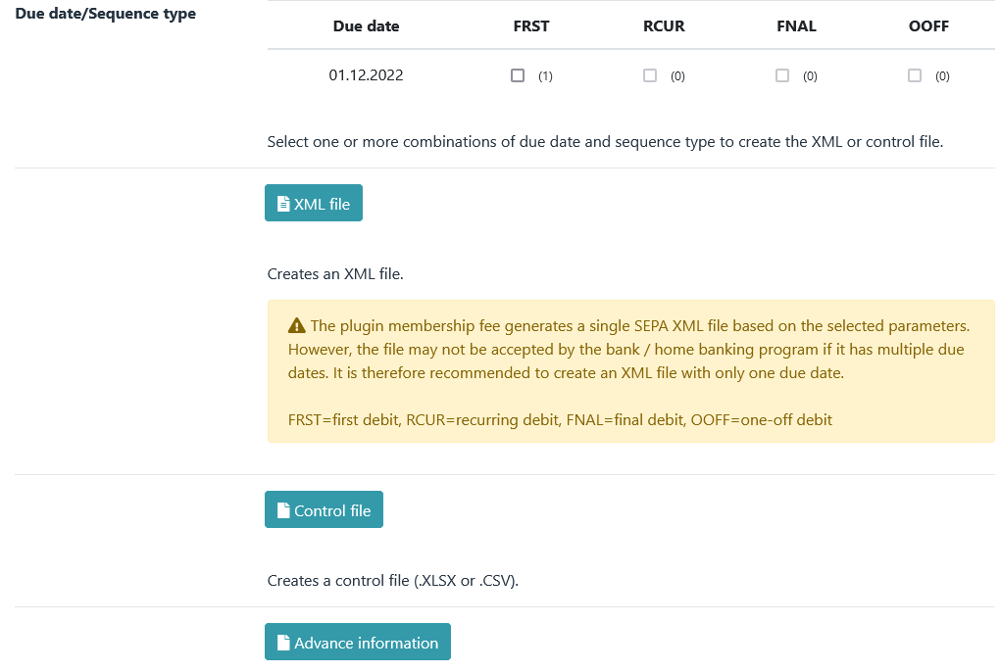 Due date/Sequence type
Due date FRST RCUR FNAL OOFF
01.12.2022 (1) (0) (0) (0)
Select one or more combinations of due date and sequence type to create the XML or control file.
XML file
Creates an XML file.
The plugin membership fee generates a single SEPA XML file based on the selected parameters.
However, the file may not be accepted by the bank / home banking program if it has multiple due
dates. It is therefore recommended to create an XML file with only one due date.
FRST=first debit, RCUR=recurring debit, FNAL=final debit, OOFF=one-off debit
Control file
Creates a control file (.XLSX or .CSV).
Advance information